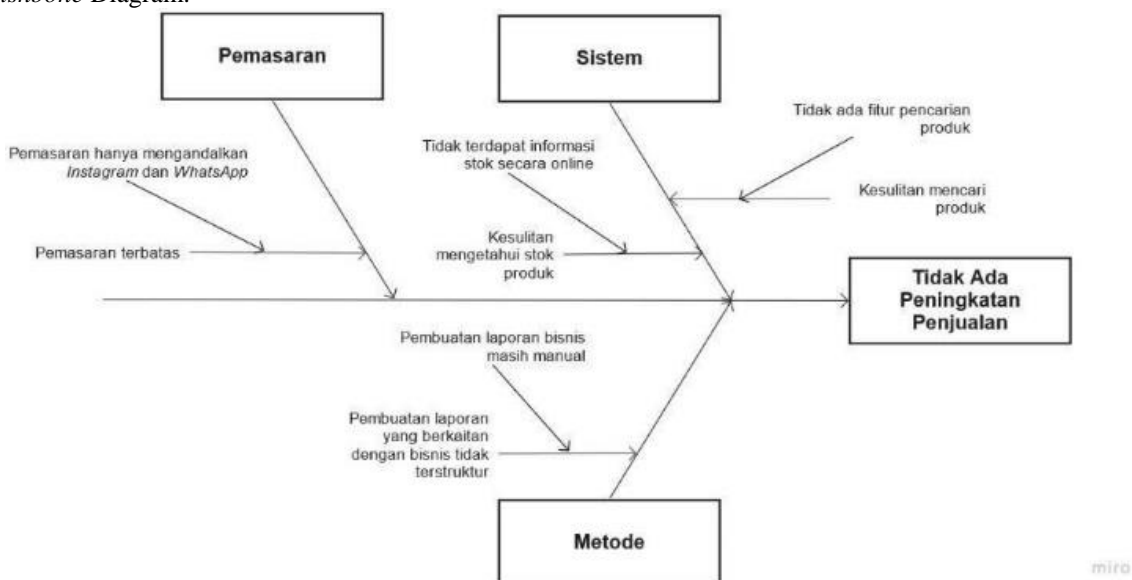 Diagram.
Pemasaran
Sistem
Pemasaran hanya mengandalkan
Instagram dan WhatsApp
Pemasaran terbatas
Tidak terdapat informasi
stok secara online
Kesulitan
mengetahui stok
produk
Tidak ada fitur pencarian
produk
Kesulitan mencari
produk
Tidak Ada
Peningkatan
Penjualan
Pembuatan laporan bisnis
masih manual
Pembuatan laporan
yang berkaitan
dengan bisnis tidak
terstruktur
Metode
miro